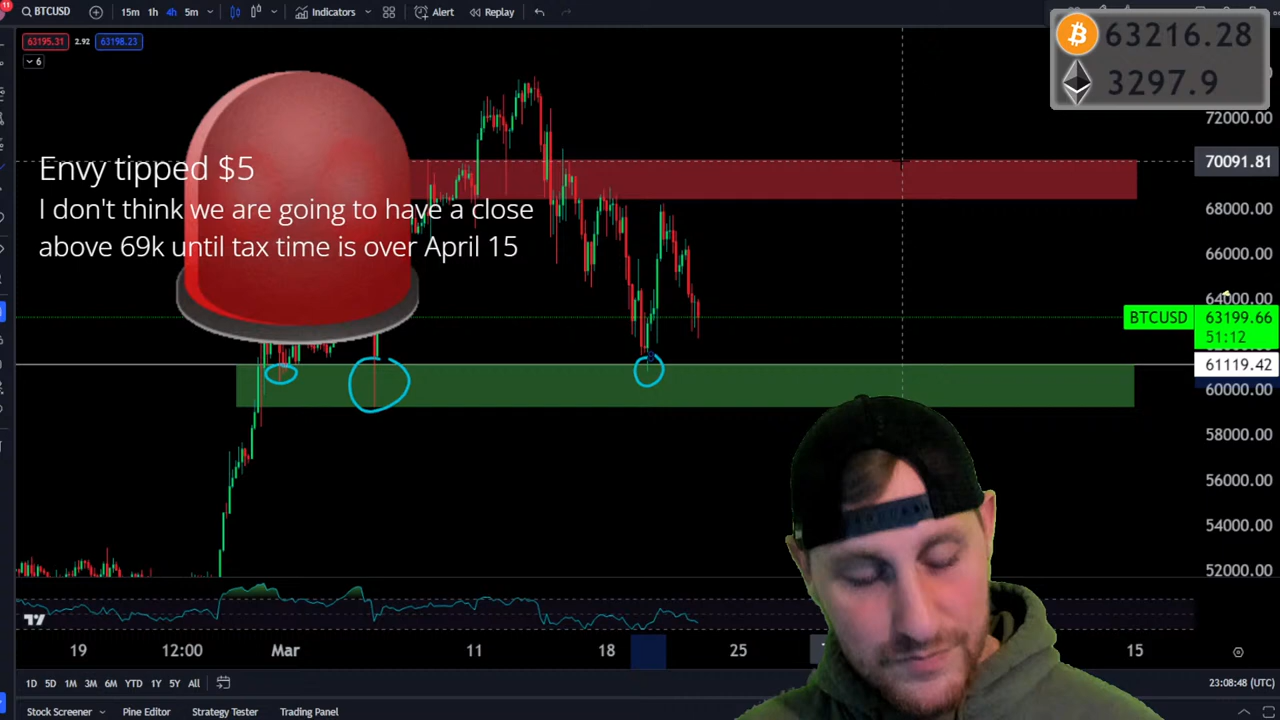 11
BTCUSD
15m 1h 4h 5m
Indicators
Alert
Replay
63195.31 2.92 63198.23
6
63216.28
3297.9
Envy tipped $5
I don't think we are going to have a close
above 69k until tax time is over April 15
72000.00
70091.81
68000.00
66000.00
64000.00
BTCUSD 63199.66
51:12
61119.42
60000.00
58000.00
56000.00
54000.00
52000.00
19 12:00 Mar 11 18 25 15
1D 5D 1M 3M 6M YTD 1Y 5Y All
23:08:48 (UTC)
Stock Screener Pine Editor Strategy Tester Trading Panel